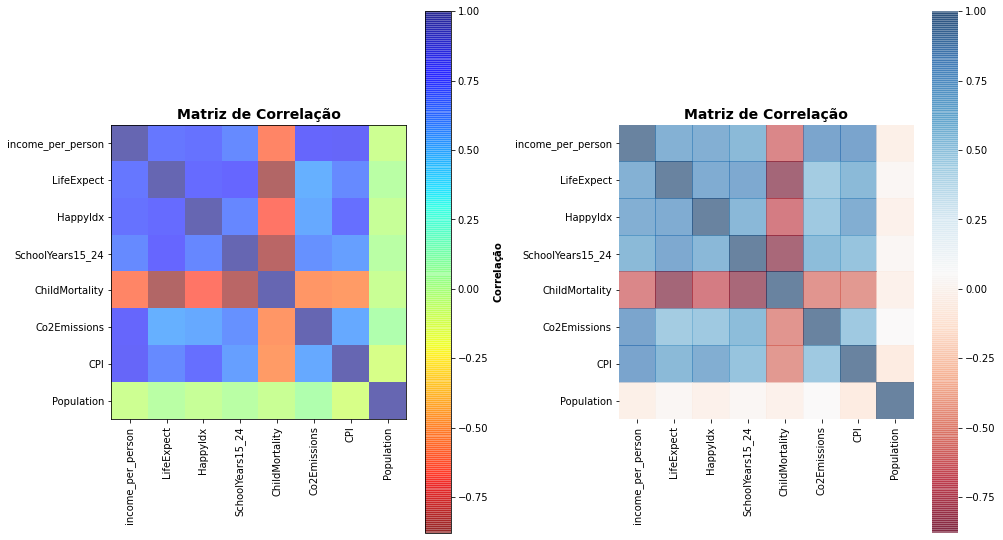 Matriz de Correlação
income_per_person
LifeExpect
HappyIdx
SchoolYears15_24
ChildMortality
Co2Emissions
CPI
Population
income_per_person
LifeExpect
HappyIdx
SchoolYears15_24
ChildMortality
Co2Emissions
CPI
Population
1.00
0.75
0.50
0.25
0.00
−0.25
−0.50
−0.75
Correlação
Matriz de Correlação
income_per_person
LifeExpect
HappyIdx
SchoolYears15_24
ChildMortality
Co2Emissions
CPI
Population
income_per_person
LifeExpect
HappyIdx
SchoolYears15_24
ChildMortality
Co2Emissions
CPI
Population
1.00
0.75
0.50
0.25
0.00
−0.25
−0.50
−0.75